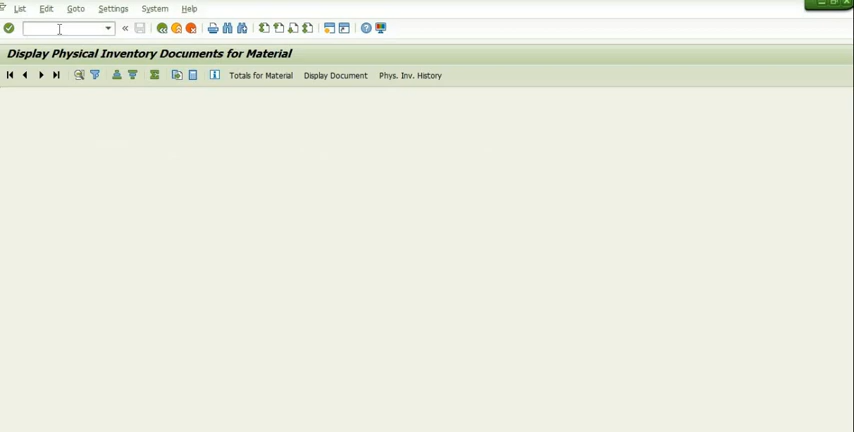 List Edit Goto Settings System Help
Display Physical Inventory Documents for Material
Totals for Material Display Document Phys. Inv. History